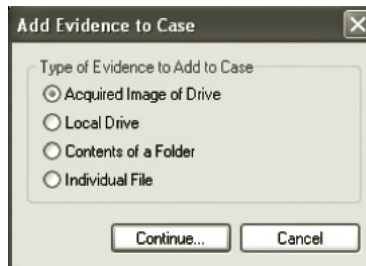 Add Evidence to Case
Type of Evidence to Add to Case
Acquired Image of Drive
Local Drive
Contents of a Folder
Individual File
Continue... Cancel